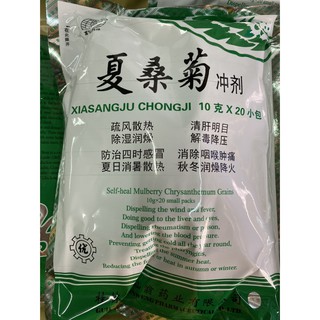 夏桑菊 冲剂
XIASANGJU CHONGJI 10克X20小包
疏风散热 清肝明目
除湿润燥 解毒降压
防治四时感冒 消除咽喉肿痛
夏日消暑散热 秋冬润燥降火
Self-heal Mulberry Chrysanthemum Grains
10g×20 small packs
Dispelling the wind and fever,
Doing good to the liver and eyes,
Dispelling rheumatism or poison,
And lowering the blood pressure.
Preventing getting cold all the year round,
the summer heat,
Reducing the heat in autumn or winter.